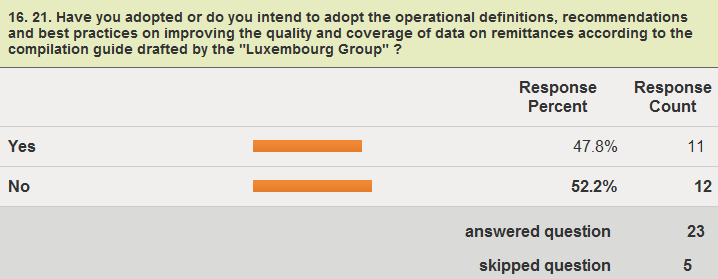 16. 21. Have you adopted or do you intend to adopt the operational definitions, recommendations
and best practices on improving the quality and coverage of data on remittances according to the
compilation guide drafted by the "Luxembourg Group" ?
Response Percent Response Count
Yes 47.8% 11
No 52.2% 12
answered question 23
skipped question 5